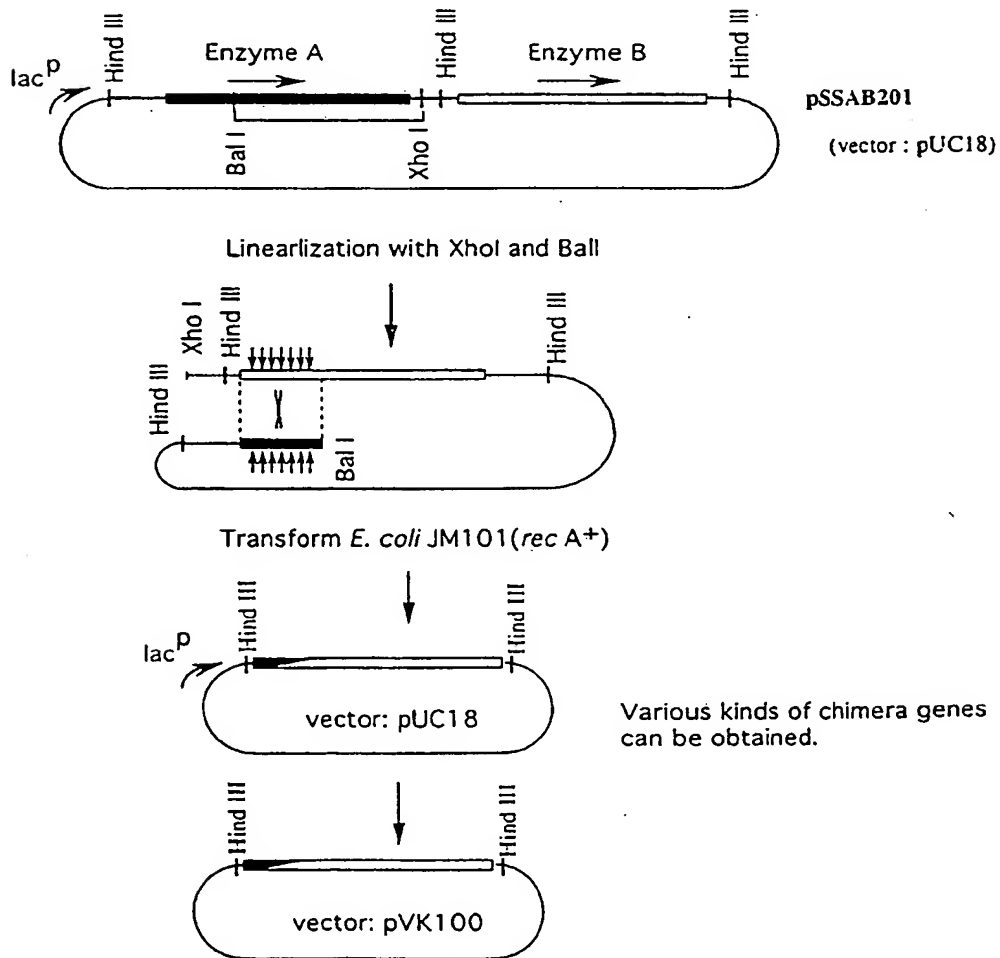 lac p
Hind III
Enzyme A
Hind III
Enzyme B
Hind III
pSSAB201
(vector : pUC18)
Bal I
Xho I
Linearlization with XhoI and BalI
Hind III
Xho I
Hind III
Hind III
Bal I
Transform E. coli JM101(rec A+)
lac p
Hind III
Hind III
vector: pUC18
Various kinds of chimera genes
can be obtained.
Hind III
Hind III
vector: pVK100